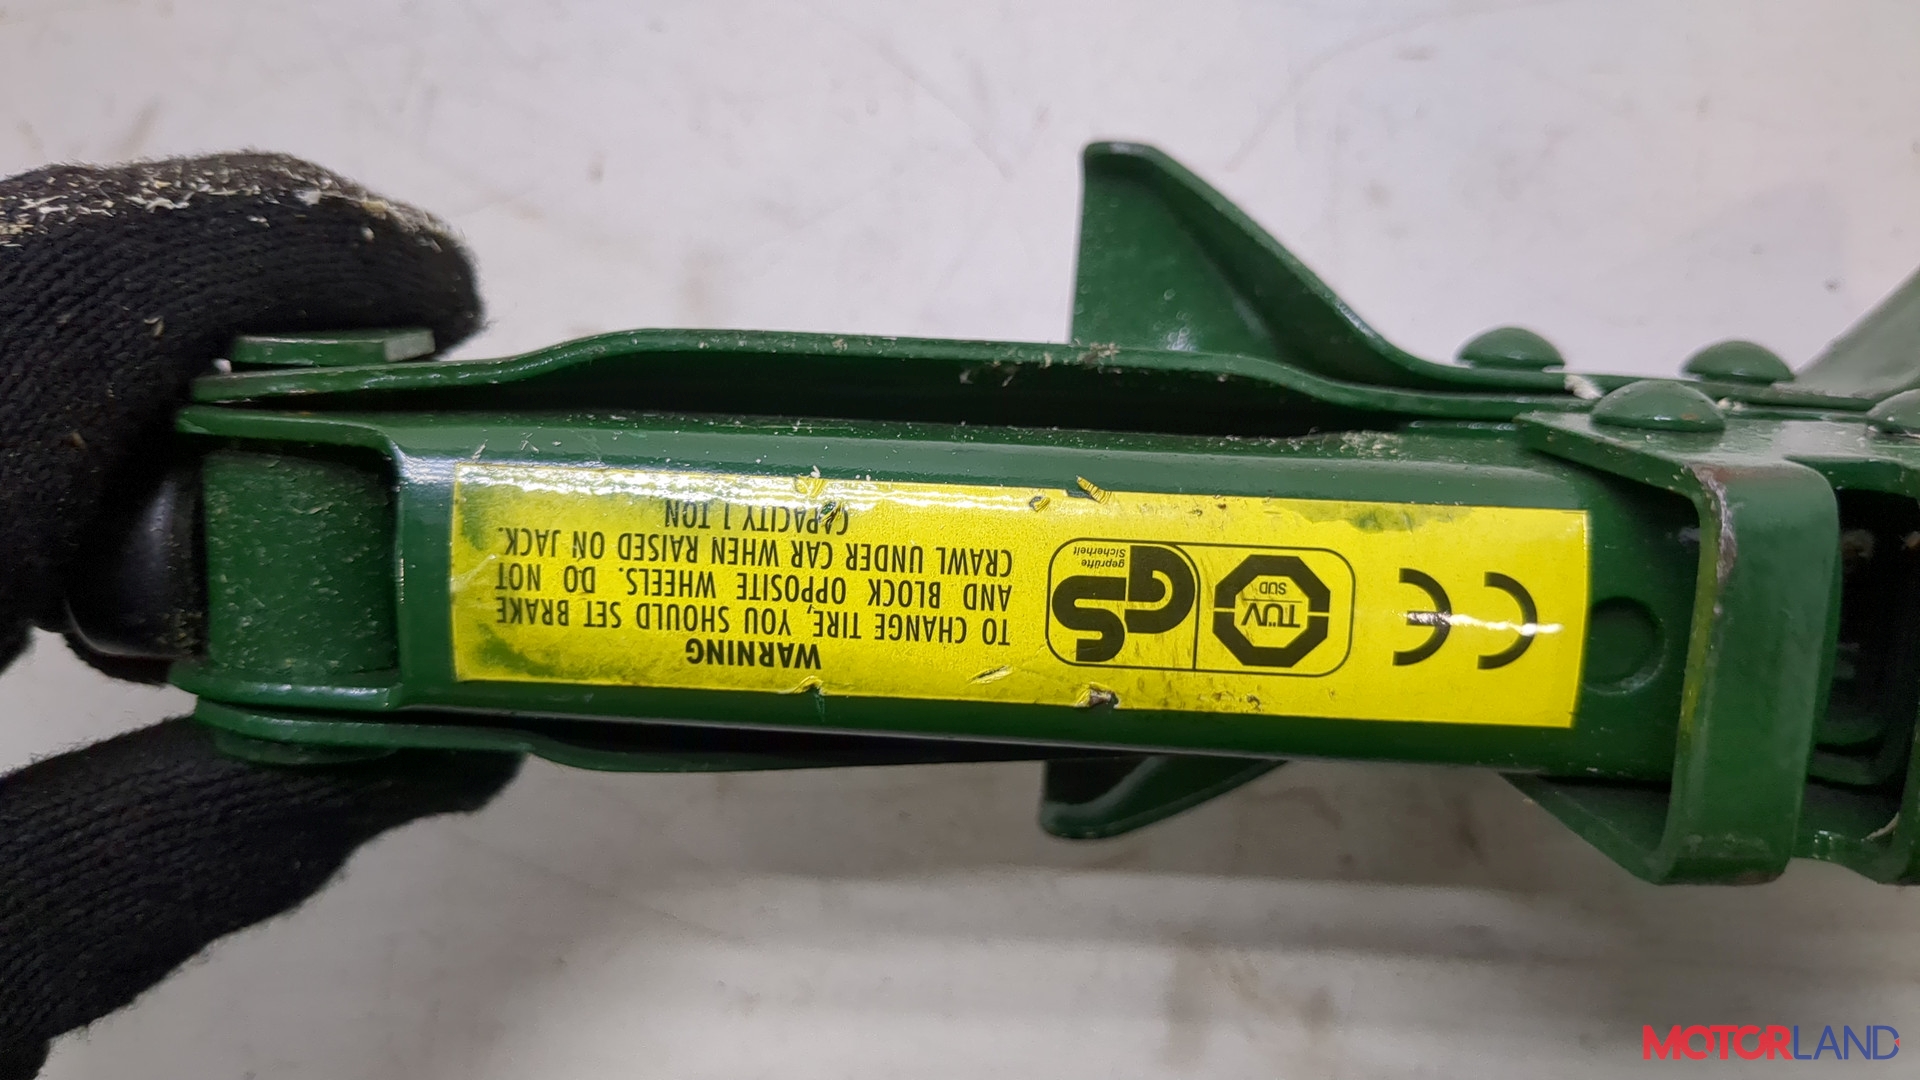 WARNING
TO CHANGE TIRE, YOU SHOULD SET BRAKE
AND BLOCK OPPOSITE WHEELS. DO NOT
CRAWL UNDER CAR WHEN RAISED ON JACK.
CAPACITY 1 TON
CE
TÜV
SÜD
GS
geprüfte
Sicherheit
MOTORLAND